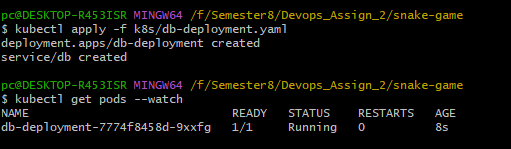 pc@DESKTOP-R453ISR MINGW64 /f/Semester8/Devops_Assign_2/snake-game
$ kubectl apply -f k8s/db-deployment.yaml
deployment.apps/db-deployment created
service/db created
pc@DESKTOP-R453ISR MINGW64 /f/Semester8/Devops_Assign_2/snake-game
$ kubectl get pods --watch
NAME READY STATUS RESTARTS AGE
db-deployment-7774f8458d-9xxfg 1/1 Running 0 8s